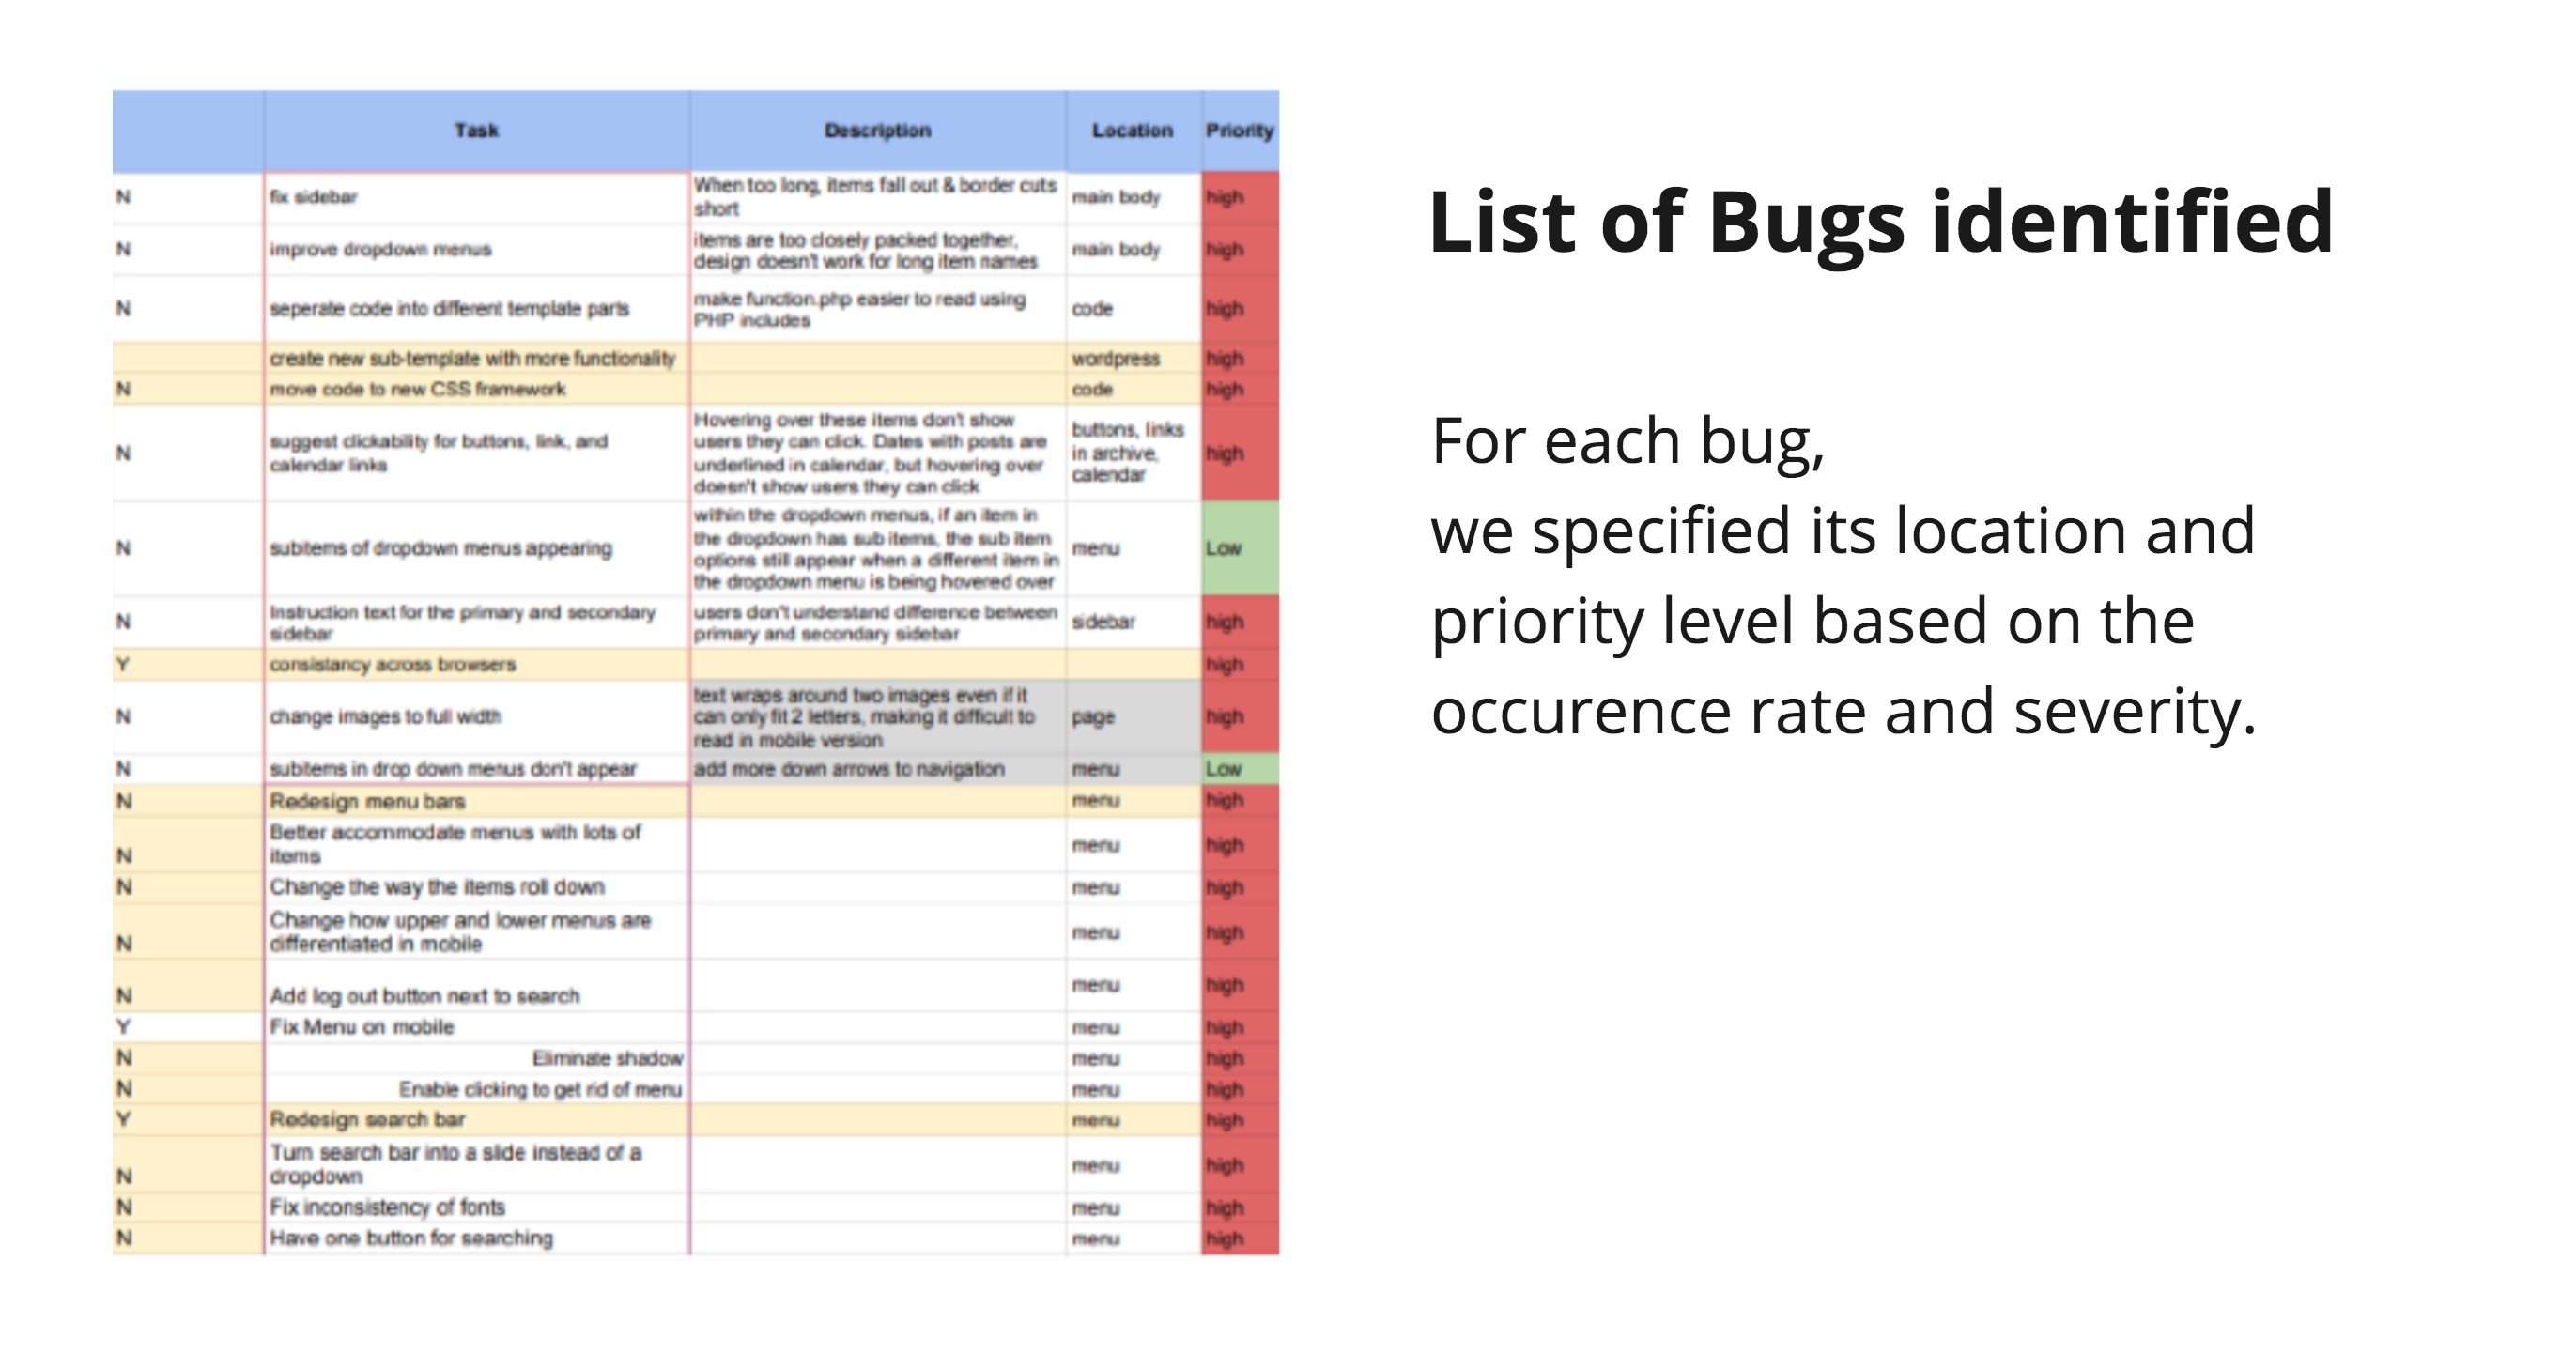 Task Description Location Priority
N fix sidebar When too long, items fall out & border cuts short main body high
N improve dropdown menus items are too closely packed together, design doesn't work for long item names main body high
N seperate code into different template parts make function.php easier to read using PHP includes code high
create new sub-template with more functionality wordpress high
N move code to new CSS framework code high
N suggest clickability for buttons, link, and calendar links Hovering over these items don't show users they can click. Dates with posts are underlined in calendar, but hovering over doesn't show users they can click buttons, links in archive, calendar high
N subitems of dropdown menus appearing within the dropdown menus, if an item in the dropdown has sub items, the sub item options still appear when a different item in the dropdown menu is being hovered over menu Low
N Instruction text for the primary and secondary sidebar users don't understand difference between primary and secondary sidebar sidebar high
Y consistancy across browsers high
N change images to full width text wraps around two images even if it can only fit 2 letters, making it difficult to read in mobile version page high
N subitems in drop down menus don't appear add more down arrows to navigation menu Low
N Redesign menu bars menu high
N Better accommodate menus with lots of items menu high
N Change the way the items roll down menu high
N Change how upper and lower menus are differentiated in mobile menu high
N Add log out button next to search menu high
Y Fix Menu on mobile menu high
N Eliminate shadow menu high
N Enable clicking to get rid of menu menu high
Y Redesign search bar menu high
N Turn search bar into a slide instead of a dropdown menu high
N Fix inconsistency of fonts menu high
N Have one button for searching menu high
List of Bugs identified
For each bug,
we specified its location and
priority level based on the
occurence rate and severity.